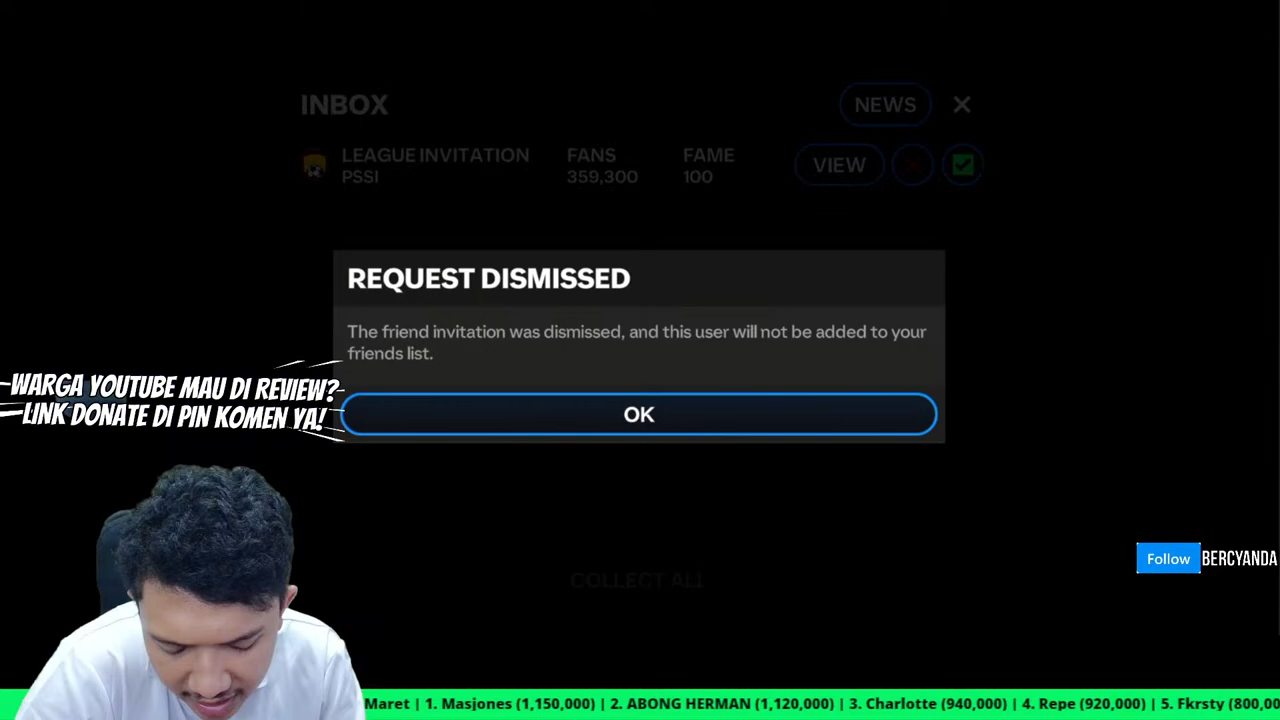 INBOX
NEWS
LEAGUE INVITATION
FANS
FAME
PSSI
359,300
100
VIEW
REQUEST DISMISSED
The friend invitation was dismissed, and this user will not be added to your
friends list.
OK
WARGA YOUTUBE MAU DI REVIEW?
LINK DONATE DI PIN KOMEN YA!
Follow BERCYANDA
COLLECT ALL
Maret | 1. Masjones (1,150,000) | 2. ABONG HERMAN (1,120,000) | 3. Charlotte (940,000) | 4. Repe (920,000) | 5. Fkrsty (800,00